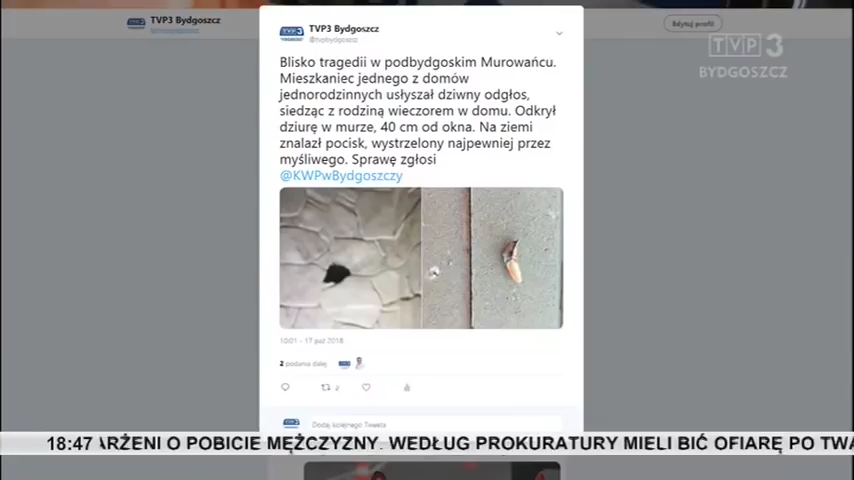 TVP3 Bydgoszcz
Edytuj profil
TVP3
BYDGOSZCZ
TVP3 Bydgoszcz
@tvpbydgoszcz
Blisko tragedii w podbydgoskim Murowańcu.
Mieszkaniec jednego z domów
jednorodzinnych usłyszał dziwny odgłos,
siedząc z rodziną wieczorem w domu. Odkrył
dziurę w murze, 40 cm od okna. Na ziemi
znalazł pocisk, wystrzelony najpewniej przez
myśliwego. Sprawę zgłosi
@KWPwBydgoszczy
10:01 - 17 paź 2018
2 podania dalej
2
Dodaj kolejnego Tweeta
18:47 ARŻENI O POBICIE MĘŻCZYZNY. WEDŁUG PROKURATURY MIELI BIĆ OFIARĘ PO TWA